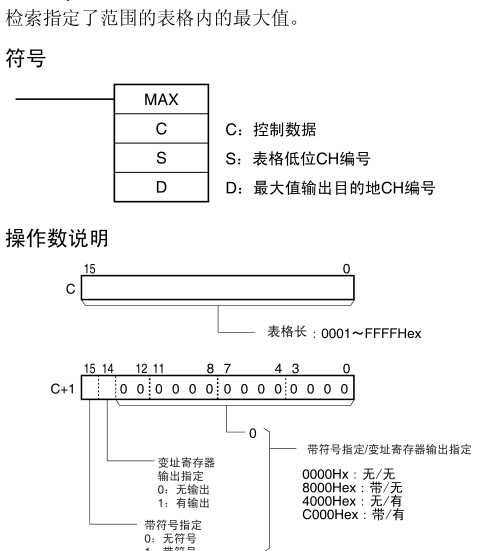 检索指定了范围的表格内的最大值。
符号
MAX
C
S
D
C：控制数据
S：表格低位CH编号
D：最大值输出目的地CH编号
操作数说明
15 0
C
表格长：0001～FFFFHex
15 14 12 11 8 7 4 3 0
C+1 0 0 0 0 0 0 0 0 0 0 0 0 0 0
0
变址寄存器
输出指定
0：无输出
1：有输出
带符号指定
0：无符号
1：带符号
带符号指定/变址寄存器输出指定
0000Hx：无/无
8000Hex：带/无
4000Hex：无/有
C000Hex：带/有